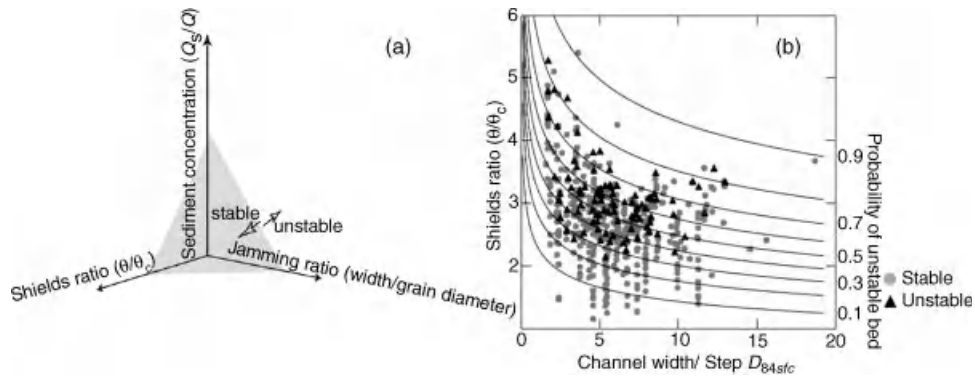 (a)
Sediment concentration (Qs/Q)
stable
unstable
Shields ratio (θ/θc)
Jamming ratio (width/grain diameter)
(b)
Shields ratio (θ/θc)
6
5
4
3
2
0
5
10
15
20
Channel width/ Step D84sfc
0.9
0.7
0.5
0.3
0.1
Probability of unstable bed
Stable
Unstable